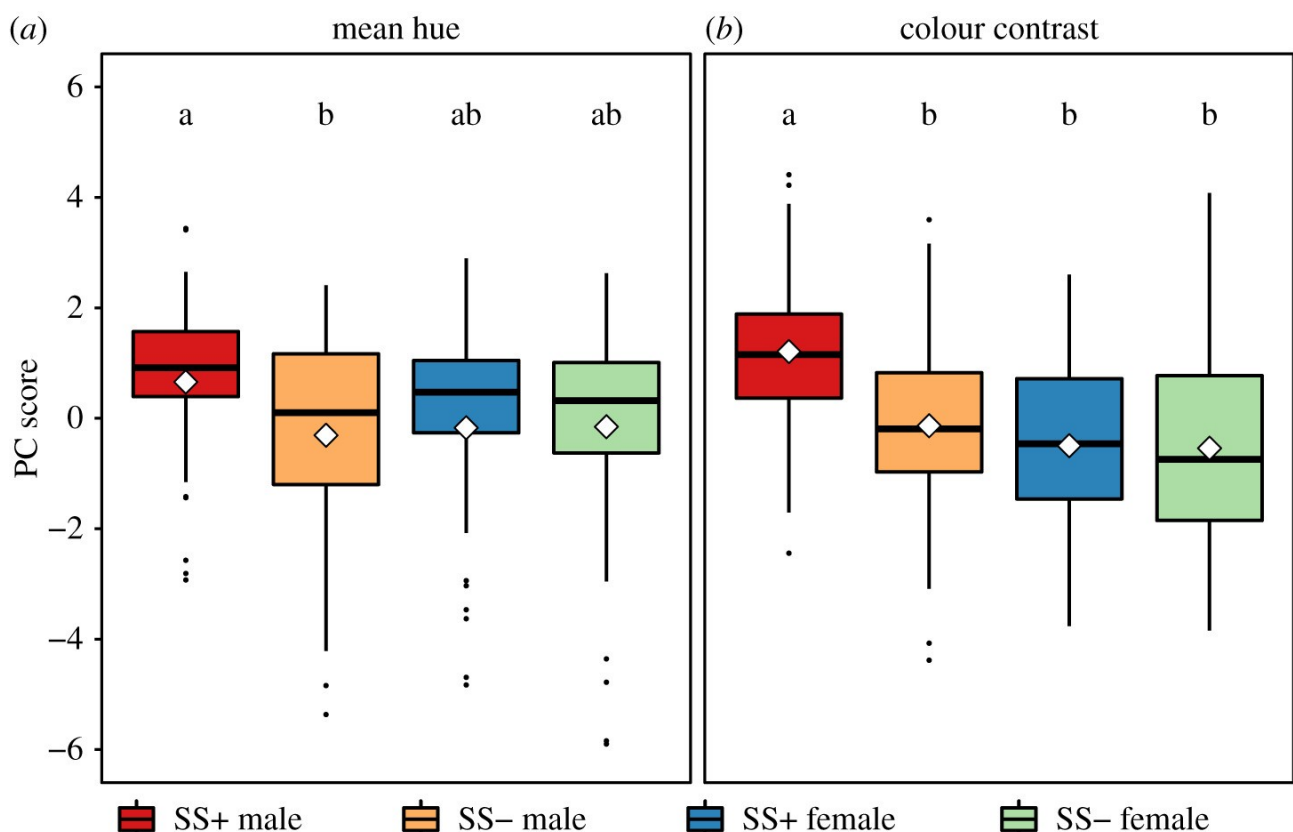 (a) mean hue
(b) colour contrast
6
4
2
0
−2
−4
−6
PC score
a b ab ab
a b b b
SS+ male SS− male SS+ female SS− female